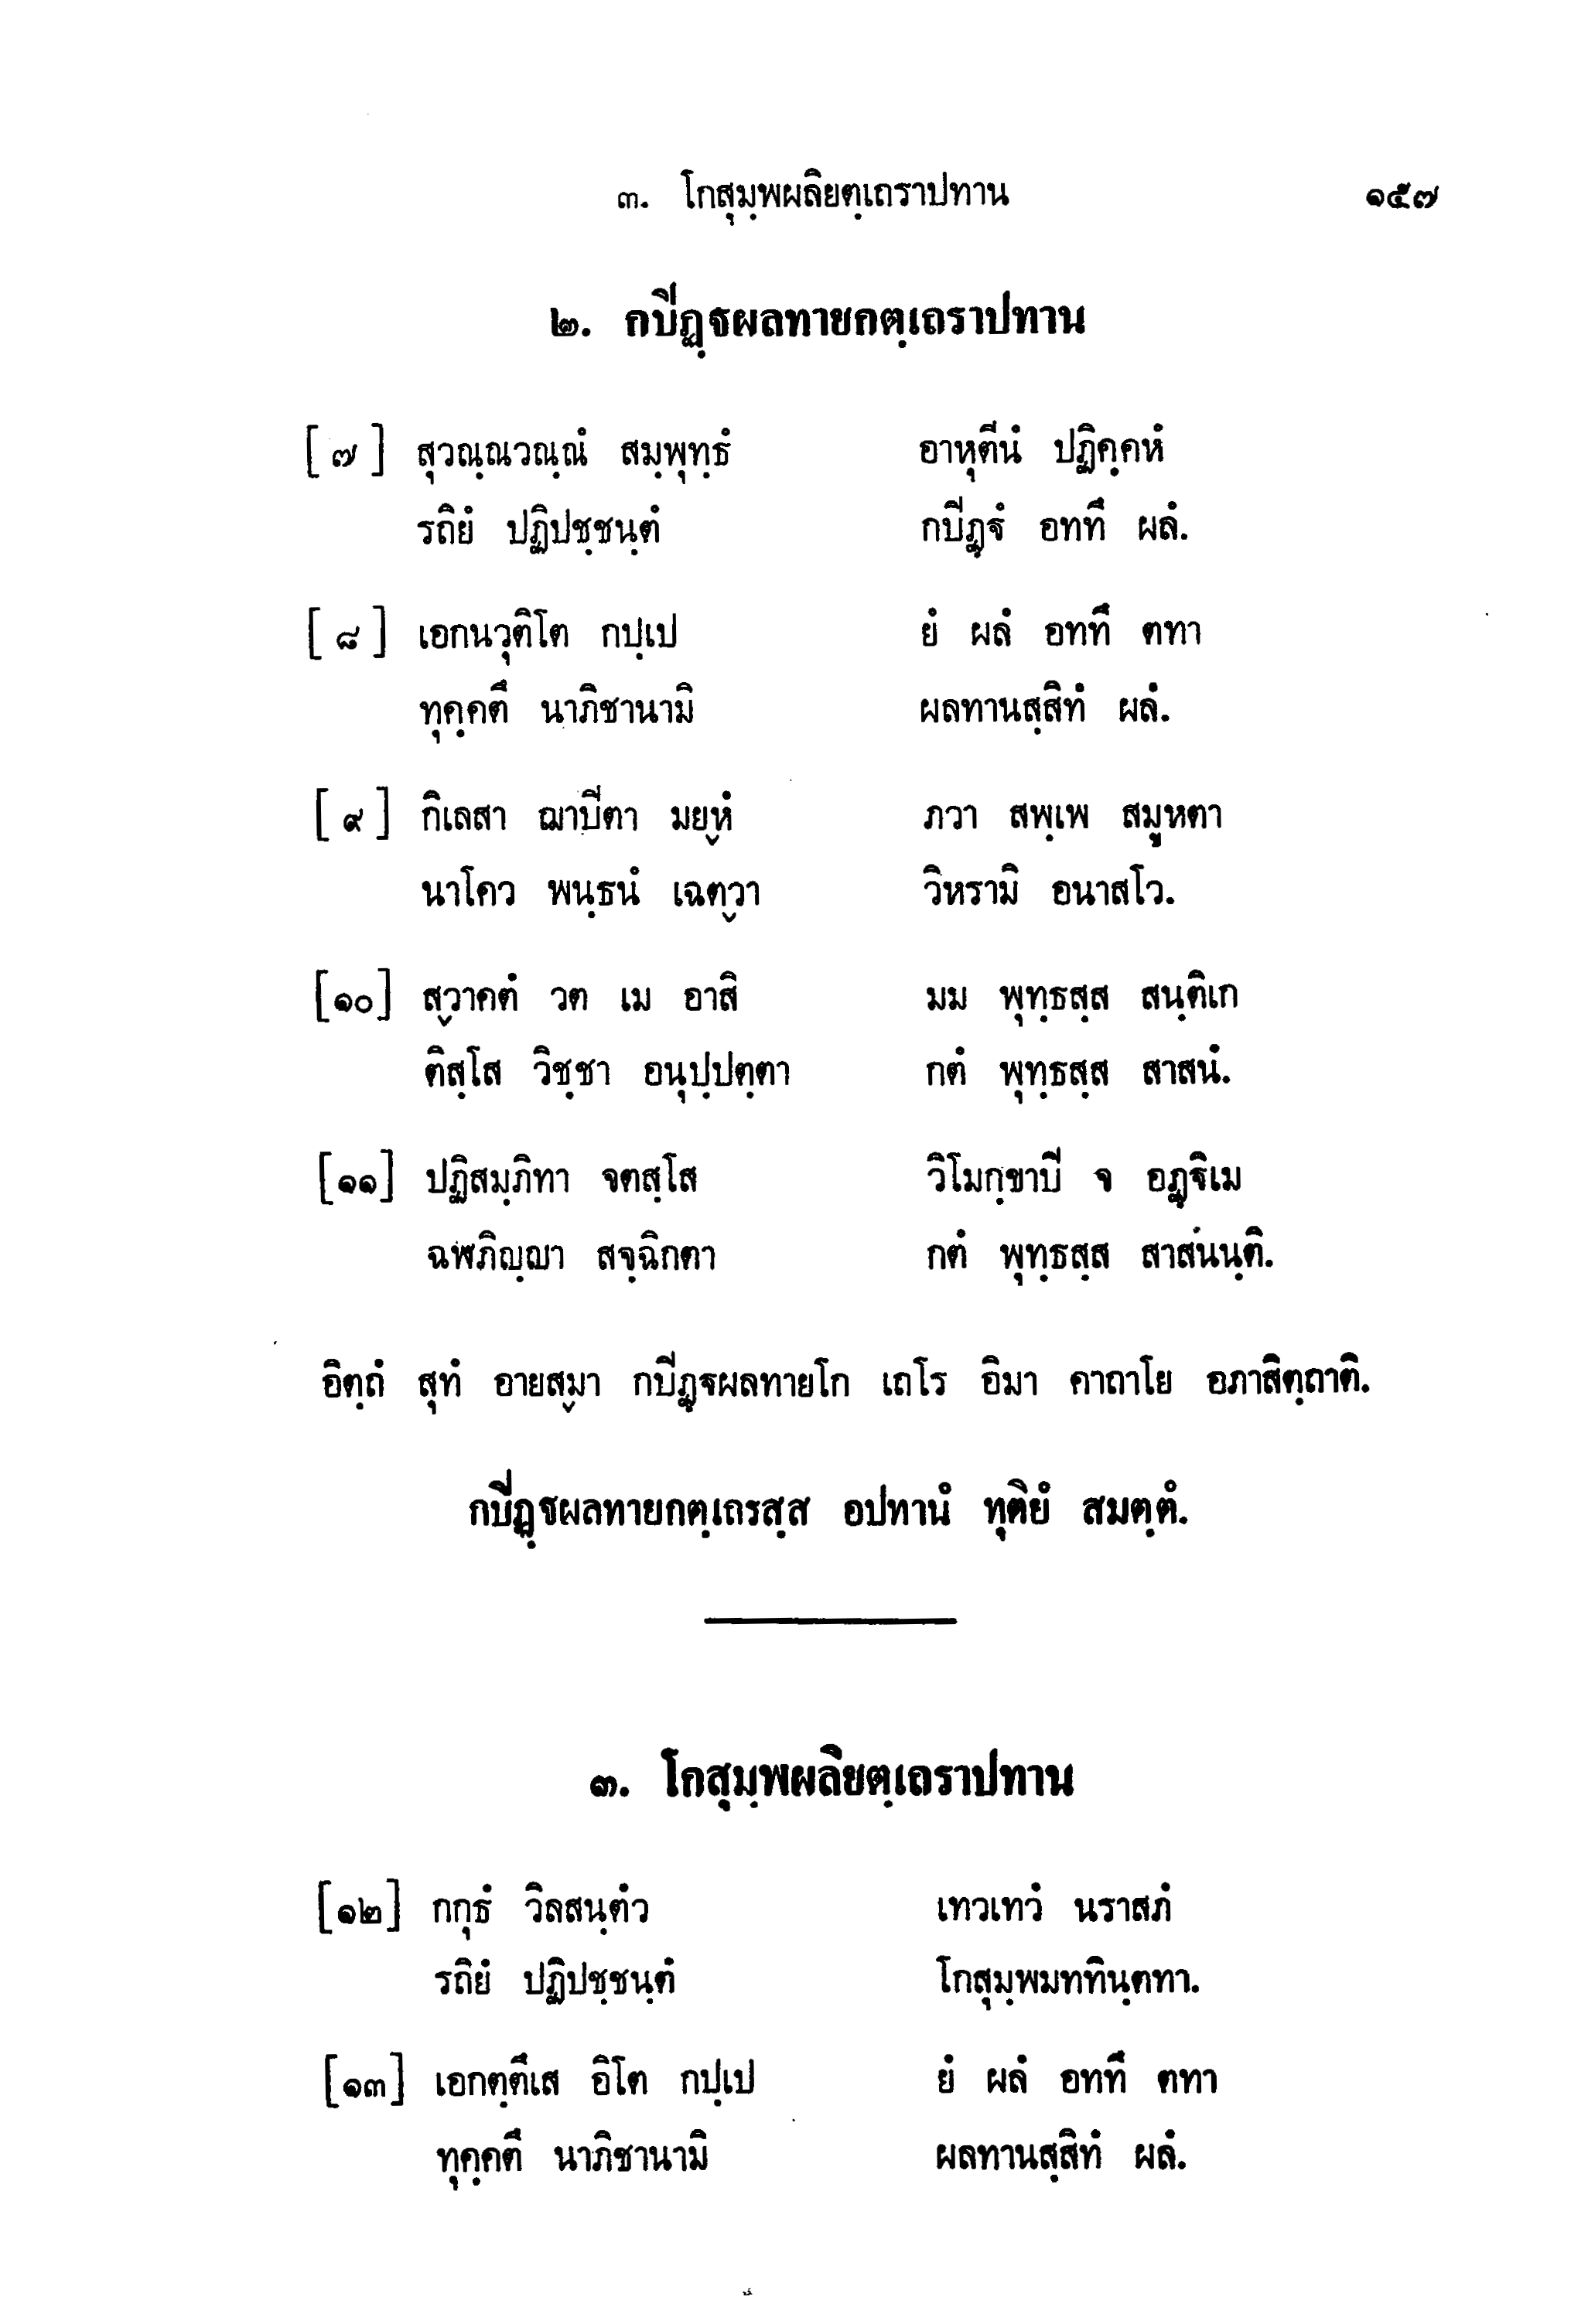 ๓. โกสุมฺพผลิยตฺเถราปทาน ๑๕๗
๒. กปีฏฺฐผลทายกตฺเถราปทาน
[๗] สุวณฺณวณฺณํ สมฺพุทฺธํ อาหุตีนํ ปฏิคฺคหํ
รถิยํ ปฏิปชฺชนฺตํ กปีฏฺฐํ อททึ ผลํ.
[๘] เอกนวุติโต กปฺเป ยํ ผลํ อททึ ตทา
ทุคฺคตึ นาภิชานามิ ผลทานสฺสิทํ ผลํ.
[๙] กิเลสา ฌาปีตา มยฺหํ ภวา สพฺเพ สมูหตา
นาโคว พนฺธนํ เฉตฺวา วิหรามิ อนาสโว.
[๑๐] สฺวาคตํ วต เม อาสิ มม พุทฺธสฺส สนฺติเก
ติสฺโส วิชฺชา อนุปฺปตฺตา กตํ พุทฺธสฺส สาสนํ.
[๑๑] ปฏิสมฺภิทา จตสฺโส วิโมกฺขาปี จ อฏฺฐิเม
ฉฬภิญฺญา สจฺฉิกตา กตํ พุทฺธสฺส สาสนนฺติ.
อิตฺถํ สุทํ อายสฺมา กปีฏฺฐผลทายโก เถโร อิมา คาถาโย อภาสิตฺถาติ.
กปีฏฺฐผลทายกตฺเถรสฺส อปทานํ ทุติยํ สมตฺตํ.
๓. โกสุมฺพผลิยตฺเถราปทาน
[๑๒] กกุธํ วิลสนฺตํว เทวเทวํ นราสภํ
รถิยํ ปฏิปชฺชนฺตํ โกสุมฺพมททินฺตทา.
[๑๓] เอกตฺตึเส อิโต กปฺเป ยํ ผลํ อททึ ตทา
ทุคฺคตึ นาภิชานามิ ผลทานสฺสิทํ ผลํ.